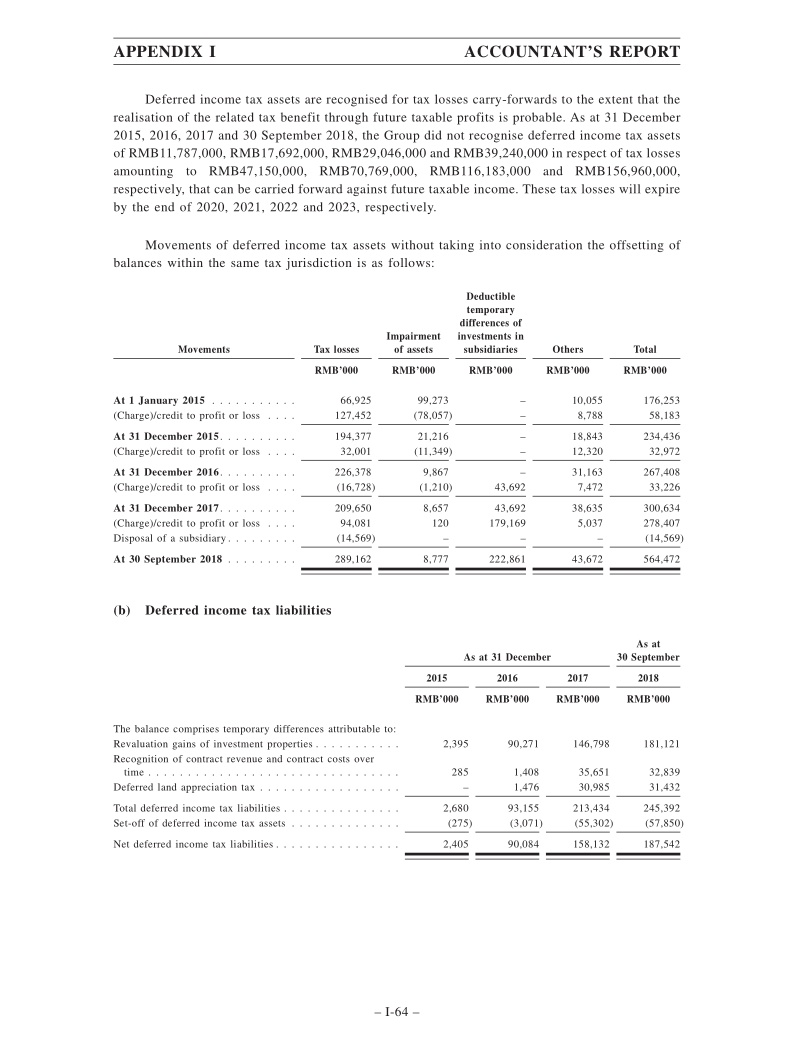 APPENDIX I ACCOUNTANT'S REPORT
Deferred income tax assets are recognised for tax losses carry-forwards to the extent that the
realisation of the related tax benefit through future taxable profits is probable. As at 31 December
2015, 2016, 2017 and 30 September 2018, the Group did not recognise deferred income tax assets
of RMB11,787,000, RMB17,692,000, RMB29,046,000 and RMB39,240,000 in respect of tax losses
amounting to RMB47,150,000, RMB70,769,000, RMB116,183,000 and RMB156,960,000,
respectively, that can be carried forward against future taxable income. These tax losses will expire
by the end of 2020, 2021, 2022 and 2023, respectively.
Movements of deferred income tax assets without taking into consideration the offsetting of
balances within the same tax jurisdiction is as follows:
Deductible
temporary
differences of
Impairment investments in
Movements Tax losses of assets subsidiaries Others Total
RMB'000 RMB'000 RMB'000 RMB'000 RMB'000
At 1 January 2015 . . . . . . . . . . . 66,925 99,273 – 10,055 176,253
(Charge)/credit to profit or loss . . . . 127,452 (78,057) – 8,788 58,183
At 31 December 2015. . . . . . . . . . 194,377 21,216 – 18,843 234,436
(Charge)/credit to profit or loss . . . . 32,001 (11,349) – 12,320 32,972
At 31 December 2016. . . . . . . . . . 226,378 9,867 – 31,163 267,408
(Charge)/credit to profit or loss . . . . (16,728) (1,210) 43,692 7,472 33,226
At 31 December 2017. . . . . . . . . . 209,650 8,657 43,692 38,635 300,634
(Charge)/credit to profit or loss . . . . 94,081 120 179,169 5,037 278,407
Disposal of a subsidiary . . . . . . . . . (14,569) – – – (14,569)
At 30 September 2018 . . . . . . . . . 289,162 8,777 222,861 43,672 564,472
(b) Deferred income tax liabilities
As at
As at 31 December 30 September
2015 2016 2017 2018
RMB'000 RMB'000 RMB'000 RMB'000
The balance comprises temporary differences attributable to:
Revaluation gains of investment properties . . . . . . . . . . . 2,395 90,271 146,798 181,121
Recognition of contract revenue and contract costs over
time . . . . . . . . . . . . . . . . . . . . . . . . . . . . . . . . 285 1,408 35,651 32,839
Deferred land appreciation tax . . . . . . . . . . . . . . . . . . – 1,476 30,985 31,432
Total deferred income tax liabilities . . . . . . . . . . . . . . . 2,680 93,155 213,434 245,392
Set-off of deferred income tax assets . . . . . . . . . . . . . . (275) (3,071) (55,302) (57,850)
Net deferred income tax liabilities . . . . . . . . . . . . . . . . 2,405 90,084 158,132 187,542
– I-64 –